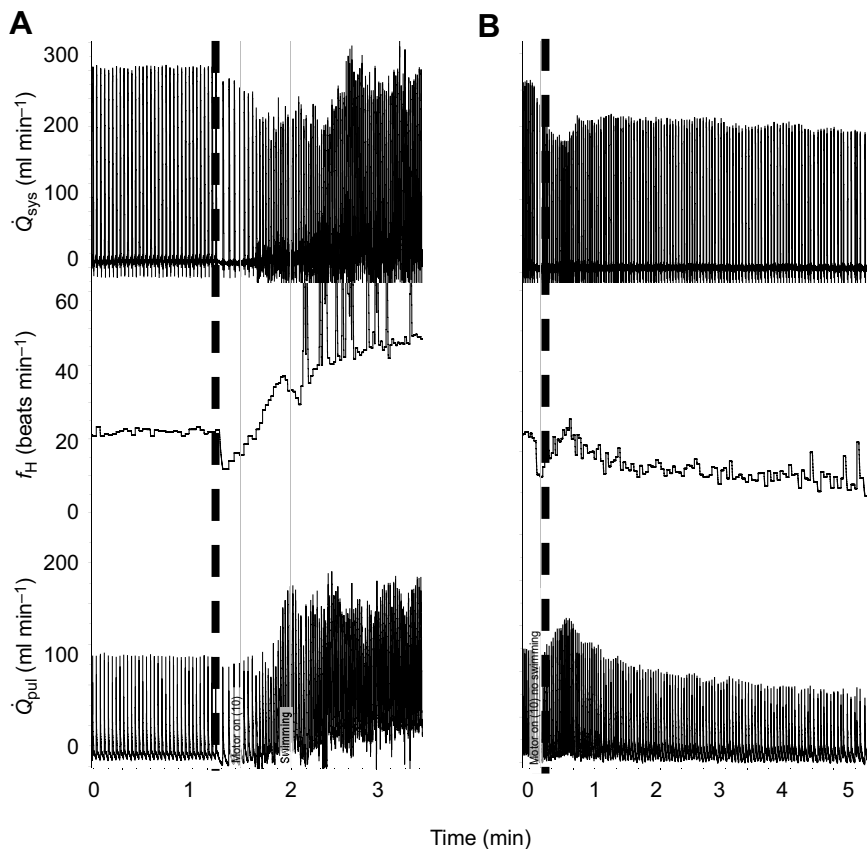 A
B
300
200
100
0
Q̇sys (ml min–1)
60
40
20
0
fH (beats min–1)
200
100
0
Q̇pul (ml min–1)
Motor on (10)
Swimming
Motor on (10) no swimming
0 1 2 3
0 1 2 3 4 5
Time (min)